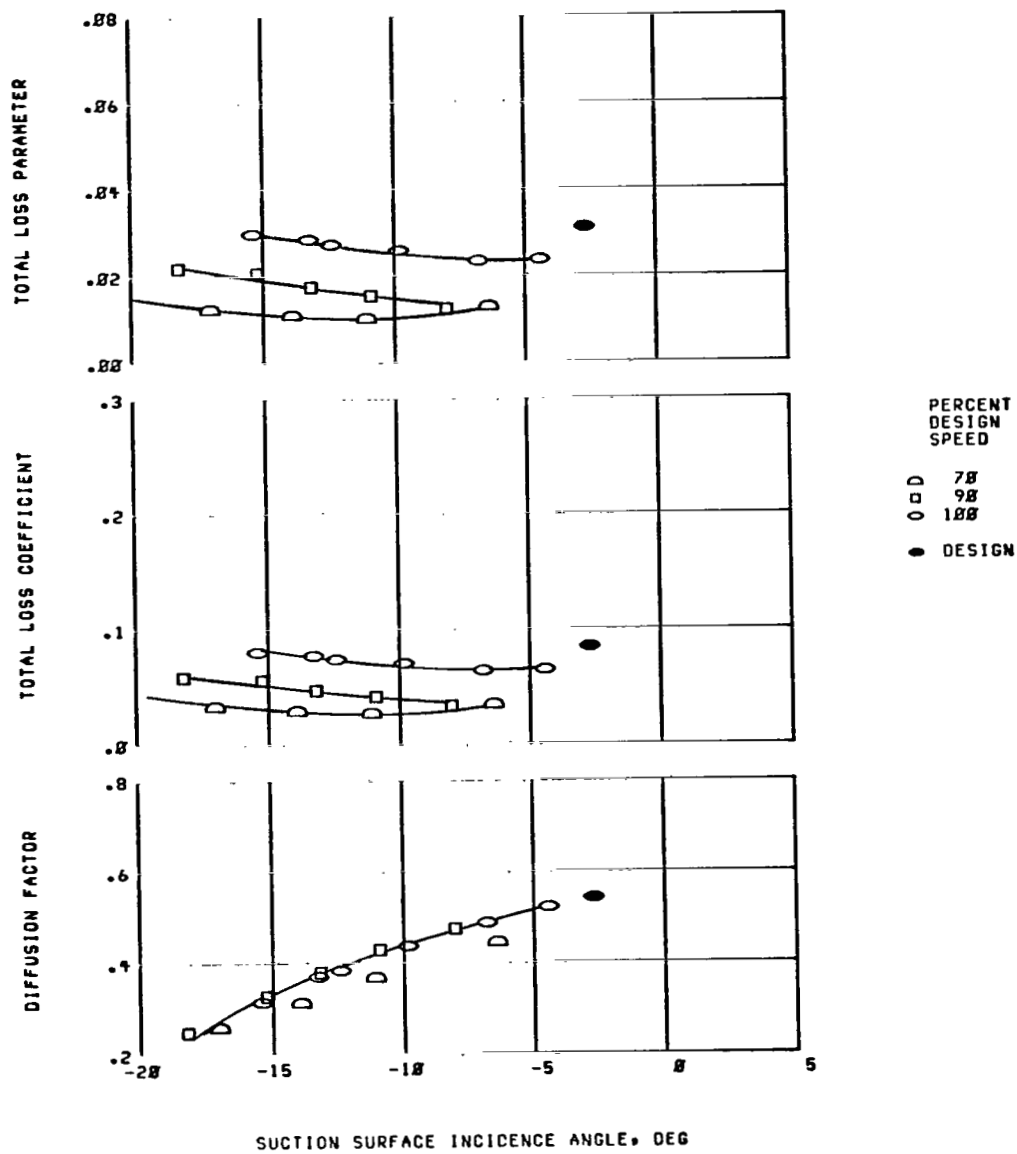 .08
.06
.04
.02
.00
TOTAL LOSS PARAMETER
.3
.2
.1
.0
TOTAL LOSS COEFFICIENT
PERCENT
DESIGN
SPEED
70
90
100
DESIGN
.8
.6
.4
.2
DIFFUSION FACTOR
-20 -15 -10 -5 0 5
SUCTION SURFACE INCIDENCE ANGLE, DEG